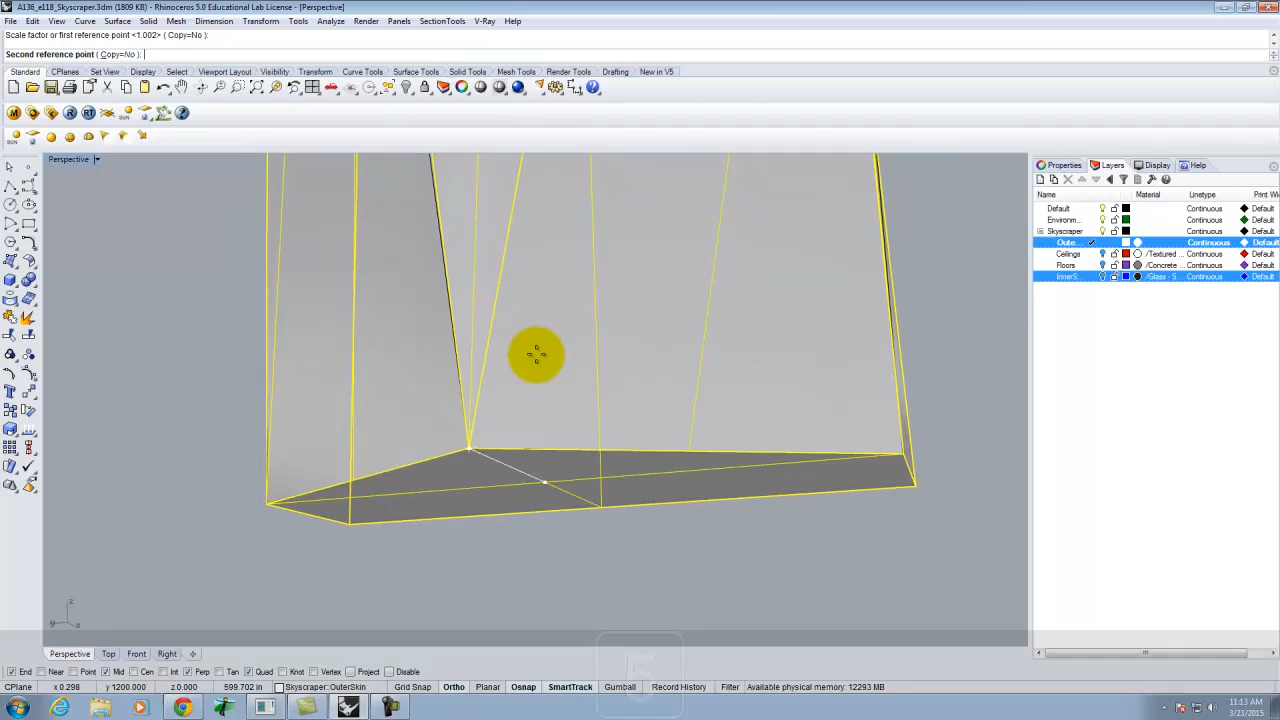 A136_e118_Skyscraper.3dm (1809 KB) - Rhinoceros 5.0 Educational Lab License - [Perspective]
File Edit View Curve Surface Solid Mesh Dimension Transform Tools Analyze Render Panels SectionTools V-Ray Help
Scale factor or first reference point <1.002> ( Copy=No ):
Second reference point ( Copy=No ):
Standard CPlanes Set View Display Select Viewport Layout Visibility Transform Curve Tools Surface Tools Solid Tools Mesh Tools Render Tools Drafting New in V5
M R RT SUN ?
SUN
Perspective
Properties Layers Display Help
Name Material Linetype Print Wi
Default Continuous Default
Environm... Continuous Default
Skyscraper Continuous Default
Oute... Continuous Default
Ceilings /Textured ... Continuous Default
Floors /Concrete ... Continuous Default
InnerS... /Glass - S... Continuous Default
z
y x
5
Perspective Top Front Right
End Near Point Mid Cen Int Perp Tan Quad Knot Vertex Project Disable
CPlane x 0.298 y 1200.000 z 0.000 599.702 in Skyscraper::OuterSkin Grid Snap Ortho Planar Osnap SmartTrack Gumball Record History Filter Available physical memory: 12293 MB
11:13 AM
3/23/2015